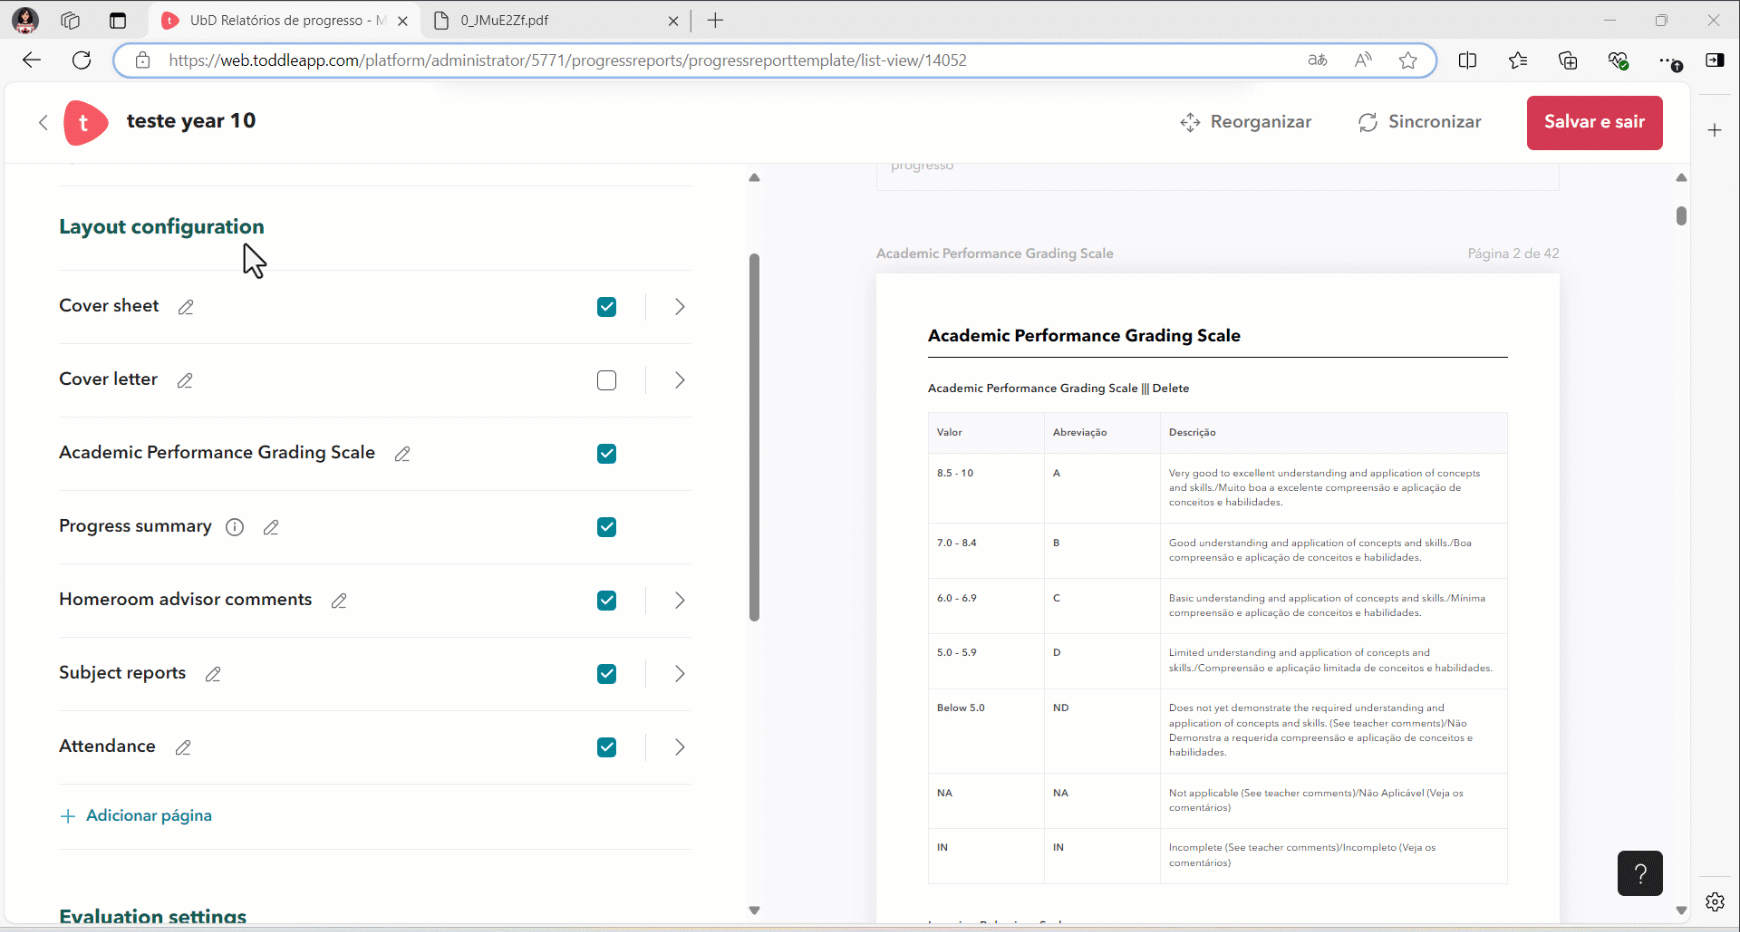 UbD Relatórios de progresso - M
0_JMuE2Zf.pdf
https://web.toddleapp.com/platform/administrator/5771/progressreports/progressreporttemplate/list-view/14052
aあ
A
t
teste year 10
Reorganizar
Sincronizar
Salvar e sair
Layout configuration
Cover sheet
Cover letter
Academic Performance Grading Scale
Progress summary
Homeroom advisor comments
Subject reports
Attendance
+ Adicionar página
Evaluation settings
progresso
Academic Performance Grading Scale Página 2 de 42
Academic Performance Grading Scale
Academic Performance Grading Scale ||| Delete
Valor Abreviação Descrição
8.5 - 10 A Very good to excellent understanding and application of concepts
and skills./Muito boa a excelente compreensão e aplicação de
conceitos e habilidades.
7.0 - 8.4 B Good understanding and application of concepts and skills./Boa
compreensão e aplicação de conceitos e habilidades.
6.0 - 6.9 C Basic understanding and application of concepts and skills./Mínima
compreensão e aplicação de conceitos e habilidades.
5.0 - 5.9 D Limited understanding and application of concepts and
skills./Compreensão e aplicação limitada de conceitos e habilidades.
Below 5.0 ND Does not yet demonstrate the required understanding and
application of concepts and skills. (See teacher comments)/Não
Demonstra a requerida compreensão e aplicação de conceitos e
habilidades.
NA NA Not applicable (See teacher comments)/Não Aplicável (Veja os
comentários)
IN IN Incomplete (See teacher comments)/Incompleto (Veja os
comentários)
?